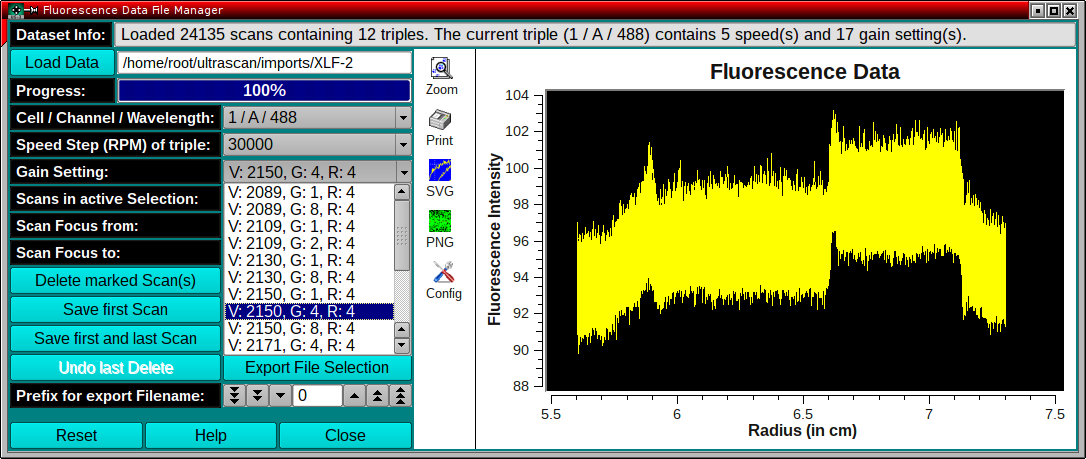 Fluorescence Data File Manager
Dataset Info: Loaded 24135 scans containing 12 triples. The current triple (1 / A / 488) contains 5 speed(s) and 17 gain setting(s).
Load Data /home/root/ultrascan/imports/XLF-2
Progress: 100%
Cell / Channel / Wavelength: 1 / A / 488
Speed Step (RPM) of triple: 30000
Gain Setting: V: 2150, G: 4, R: 4
Scans in active Selection:
Scan Focus from:
Scan Focus to:
V: 2089, G: 1, R: 4
V: 2089, G: 8, R: 4
V: 2109, G: 1, R: 4
V: 2109, G: 2, R: 4
V: 2130, G: 1, R: 4
V: 2130, G: 8, R: 4
V: 2150, G: 1, R: 4
V: 2150, G: 4, R: 4
V: 2150, G: 8, R: 4
V: 2171, G: 4, R: 4
Delete marked Scan(s)
Save first Scan
Save first and last Scan
Undo last Delete
Export File Selection
Prefix for export Filename: 0
Reset
Help
Close
Zoom
Print
SVG
PNG
Config
Fluorescence Data
Fluorescence Intensity
104
102
100
98
96
94
92
90
88
5.5
6
6.5
7
7.5
Radius (in cm)